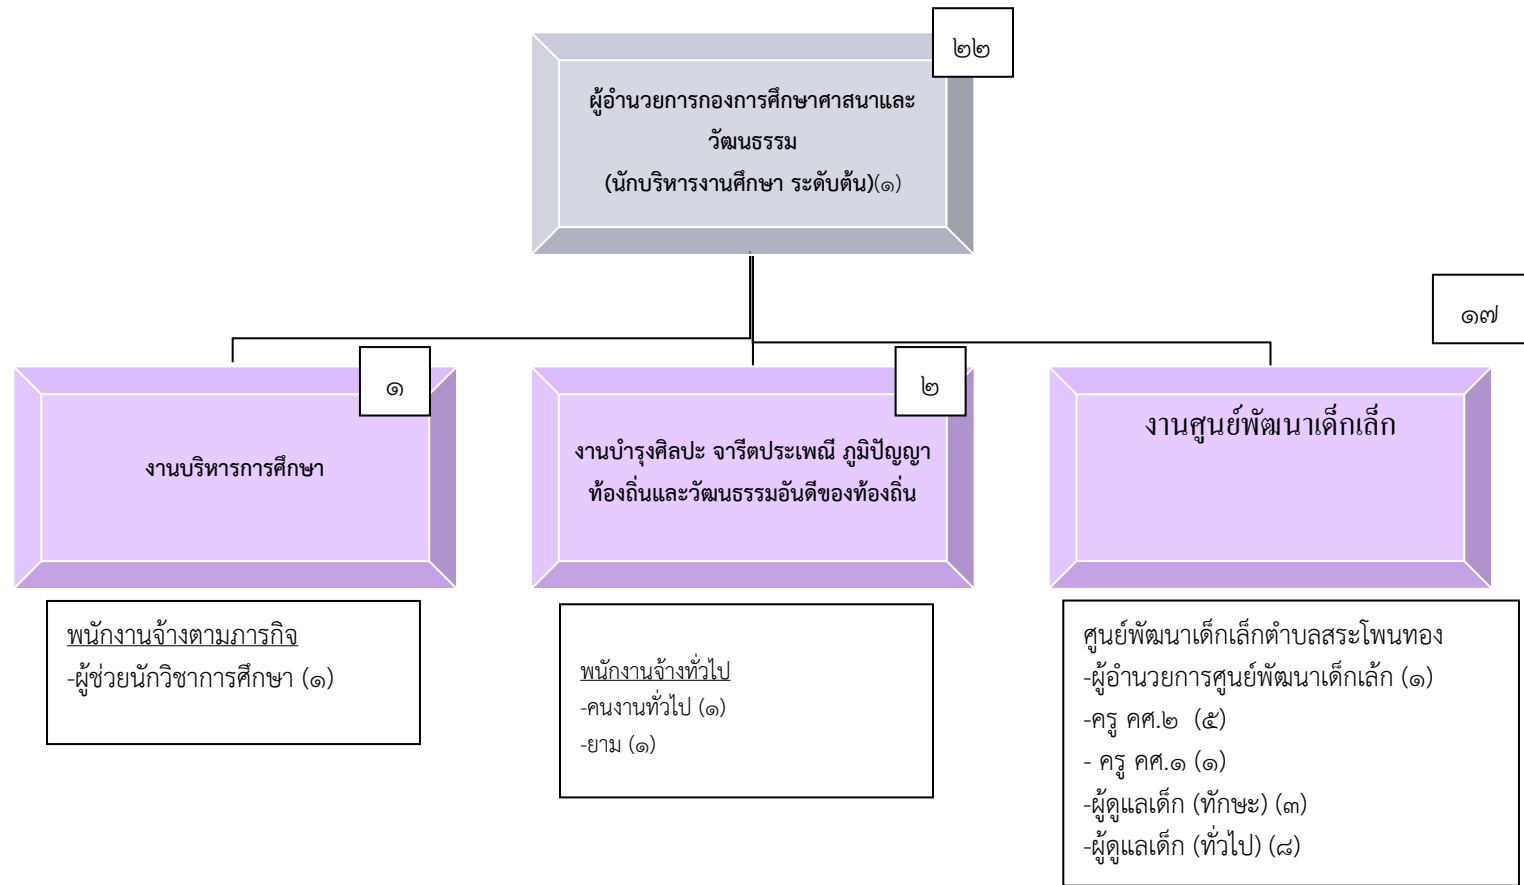 ๒๒
ผู้อำนวยการกองการศึกษาศาสนาและ
วัฒนธรรม
(นักบริหารงานศึกษา ระดับต้น)(๑)
๑๗
๑
งานบริหารการศึกษา
๒
งานบำรุงศิลปะ จารีตประเพณี ภูมิปัญญา
ท้องถิ่นและวัฒนธรรมอันดีของท้องถิ่น
งานศูนย์พัฒนาเด็กเล็ก
พนักงานจ้างตามภารกิจ
-ผู้ช่วยนักวิชาการศึกษา (๑)
พนักงานจ้างทั่วไป
-คนงานทั่วไป (๑)
-ยาม (๑)
ศูนย์พัฒนาเด็กเล็กตำบลสระโพนทอง
-ผู้อำนวยการศูนย์พัฒนาเด็กเล้ก (๑)
-ครู คศ.๒ (๕)
- ครู คศ.๑ (๑)
-ผู้ดูแลเด็ก (ทักษะ) (๓)
-ผู้ดูแลเด็ก (ทั่วไป) (๘)